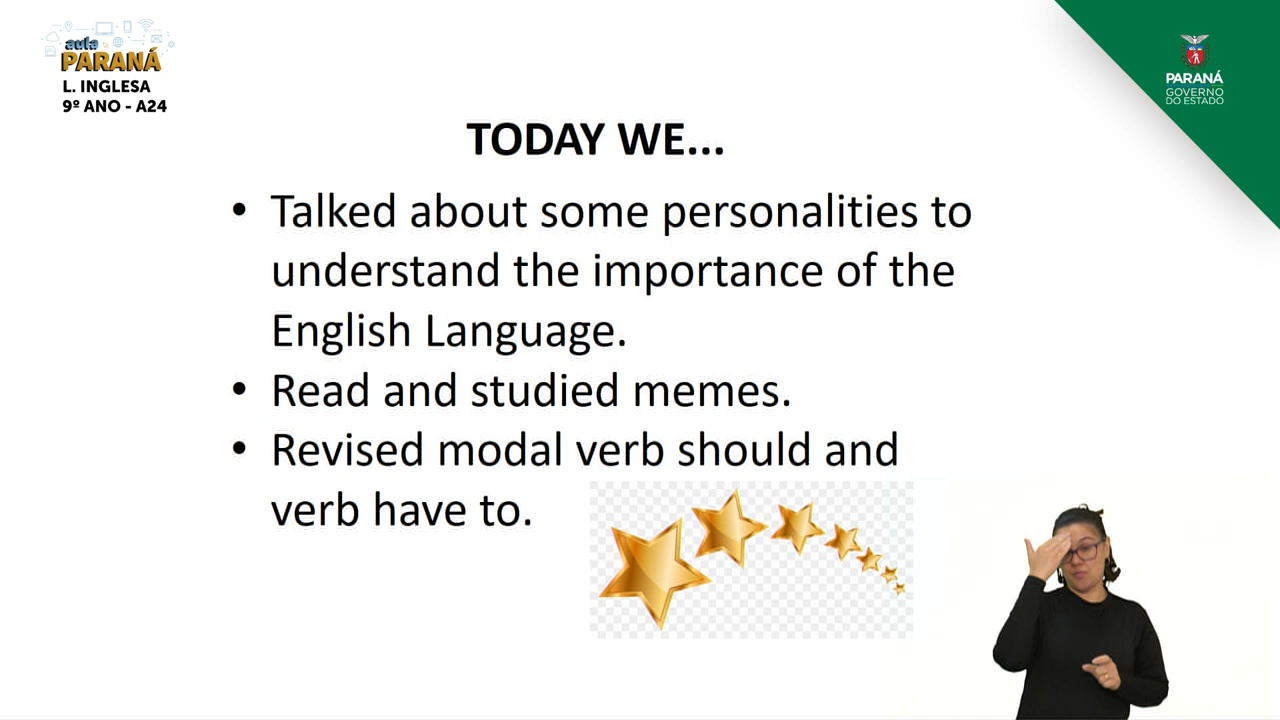 aula
PARANÁ
L. INGLESA
9º ANO - A24
PARANÁ
GOVERNO
DO ESTADO
TODAY WE...
• Talked about some personalities to
understand the importance of the
English Language.
• Read and studied memes.
• Revised modal verb should and
verb have to.